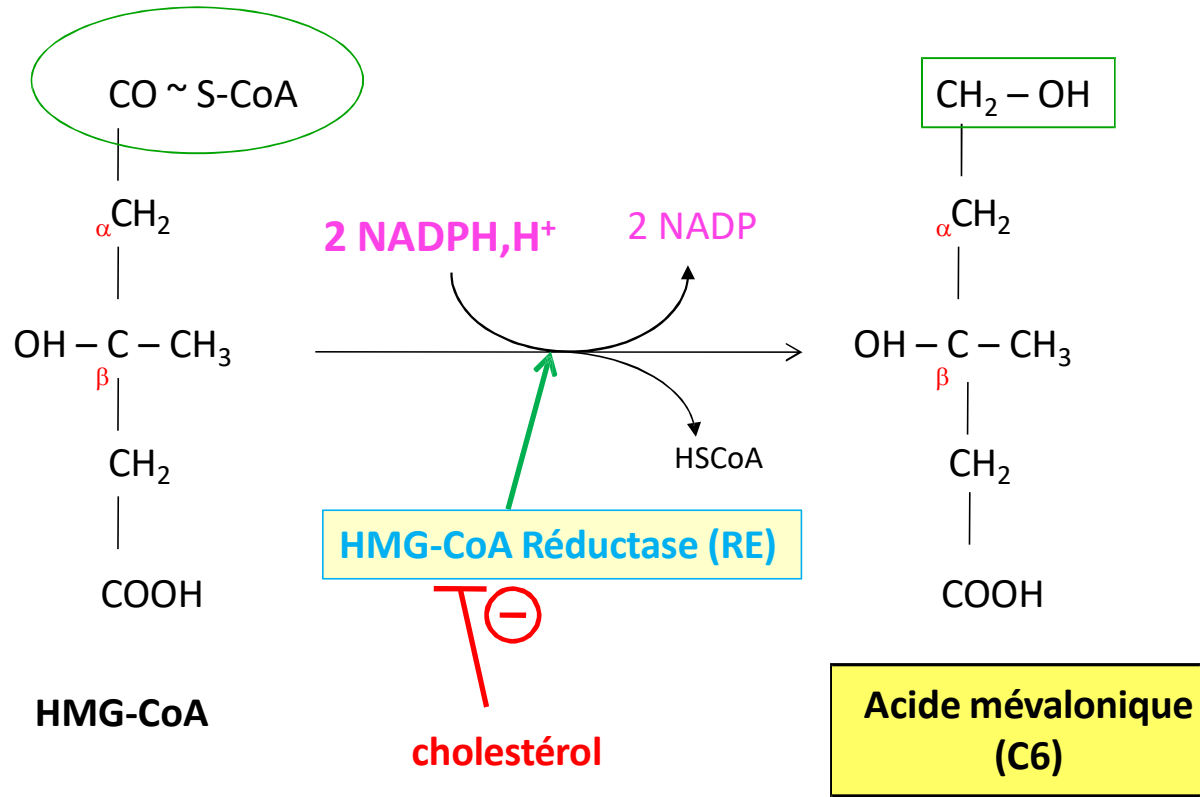 CO ~ S-CoA
CH₂ – OH
αCH₂
2 NADPH,H⁺
2 NADP
αCH₂
OH – C – CH₃
β
OH – C – CH₃
β
CH₂
HSCoA
CH₂
HMG-CoA Réductase (RE)
COOH
–
COOH
HMG-CoA
cholestérol
Acide mévalonique
(C6)